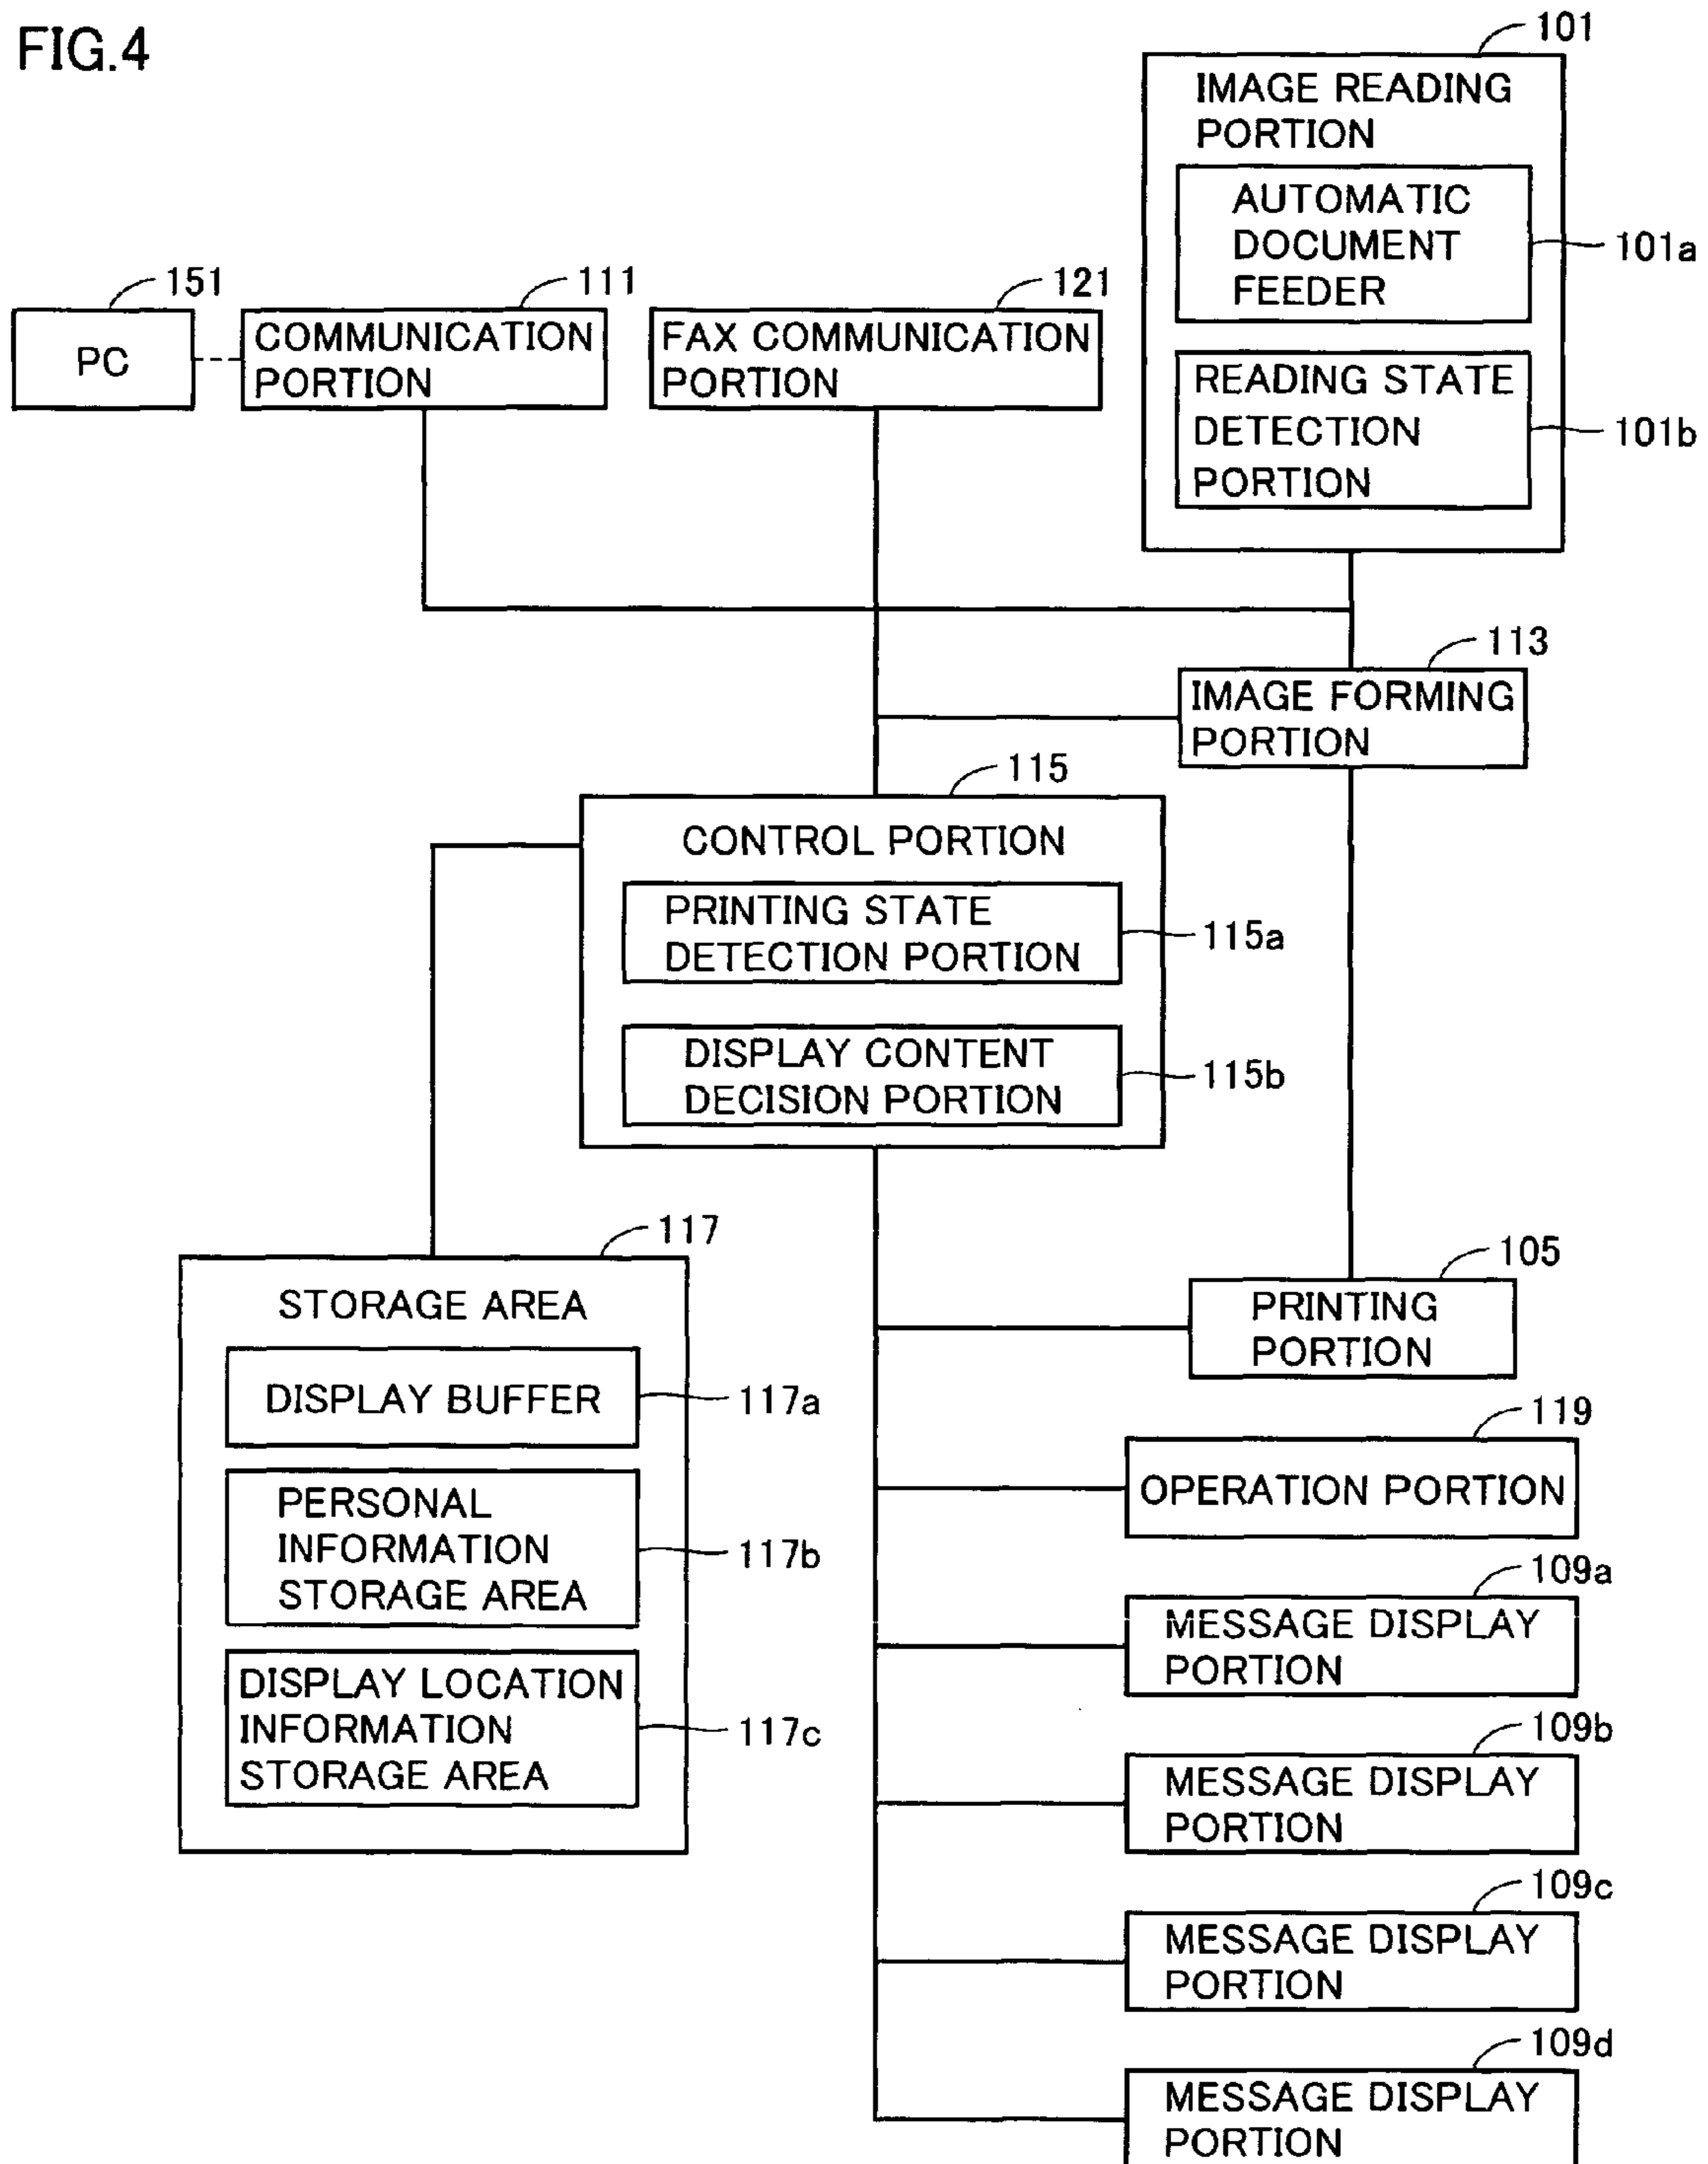 FIG.4
101
IMAGE READING
PORTION
AUTOMATIC
DOCUMENT
FEEDER
101a
READING STATE
DETECTION
PORTION
101b
151
PC
111
COMMUNICATION
PORTION
121
FAX COMMUNICATION
PORTION
113
IMAGE FORMING
PORTION
115
CONTROL PORTION
PRINTING STATE
DETECTION PORTION
115a
DISPLAY CONTENT
DECISION PORTION
115b
117
STORAGE AREA
DISPLAY BUFFER
117a
PERSONAL
INFORMATION
STORAGE AREA
117b
DISPLAY LOCATION
INFORMATION
STORAGE AREA
117c
105
PRINTING
PORTION
119
OPERATION PORTION
109a
MESSAGE DISPLAY
PORTION
109b
MESSAGE DISPLAY
PORTION
109c
MESSAGE DISPLAY
PORTION
109d
MESSAGE DISPLAY
PORTION